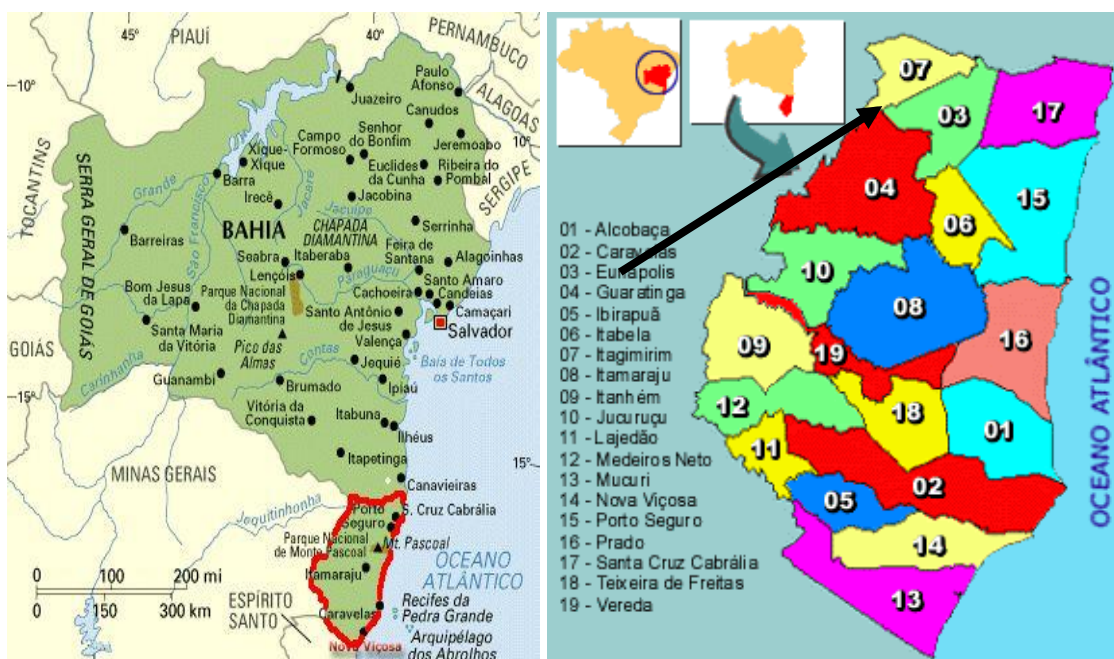 45°
PIAUÍ
40°
PERNAMBUCO
10°
Paulo
Afonso
ALAGOAS
Juazeiro
Canudos
Senhor
do Bonfim
Campo
Formoso
Jeremoabo
10°
Xique-
Xique
Euclides
da Cunha
Ribeira do
Pombal
SERGIPE
TOCANTINS
SERRA GERAL DE GOIÁS
Grande
Barra
São Francisco
Irecê
Jacaré
Jacobina
Jacuípe
BAHIA
CHAPADA
DIAMANTINA
Serrinha
Barreiras
Seabra
Itaberaba
Feira de
Santana
Alagoinhas
Lençóis
Paraguaçu
Santo Amaro
Bom Jesus
da Lapa
Parque Nacional
da Chapada
Diamantina
Cachoeira
Candeias
Camaçari
Santo Antônio
de Jesus
Salvador
Santa Maria
da Vitória
Valença
GOIÁS
Pico das
Almas
Contas
Jequié
Baía de Todos
os Santos
Carinhanha
Guanambi
Brumado
Ipiaú
15°
Vitória da
Conquista
Itabuna
Ilhéus
Itapetinga
15°
MINAS GERAIS
Canavieiras
Jequitinhonha
Porto
Seguro
S. Cruz Cabrália
Parque Nacional
de Monte Pascoal
Mt. Pascoal
OCEANO
ATLÂNTICO
Itamaraju
0 100 200 mi
0 150 300 km
ESPÍRITO
SANTO
Caravelas
Recifes da
Pedra Grande
Nova Viçosa
Arquipélago
dos Abrolhos
07
03
17
04
15
06
10
08
16
09
19
12
18
01
11
02
05
14
13
OCEANO ATLÂNTICO
01 - Alcobaça
02 - Caravelas
03 - Eunápolis
04 - Guaratinga
05 - Ibirapuã
06 - Itabela
07 - Itagimirim
08 - Itamaraju
09 - Itanhém
10 - Jucuruçu
11 - Lajedão
12 - Medeiros Neto
13 - Mucuri
14 - Nova Viçosa
15 - Porto Seguro
16 - Prado
17 - Santa Cruz Cabrália
18 - Teixeira de Freitas
19 - Vereda